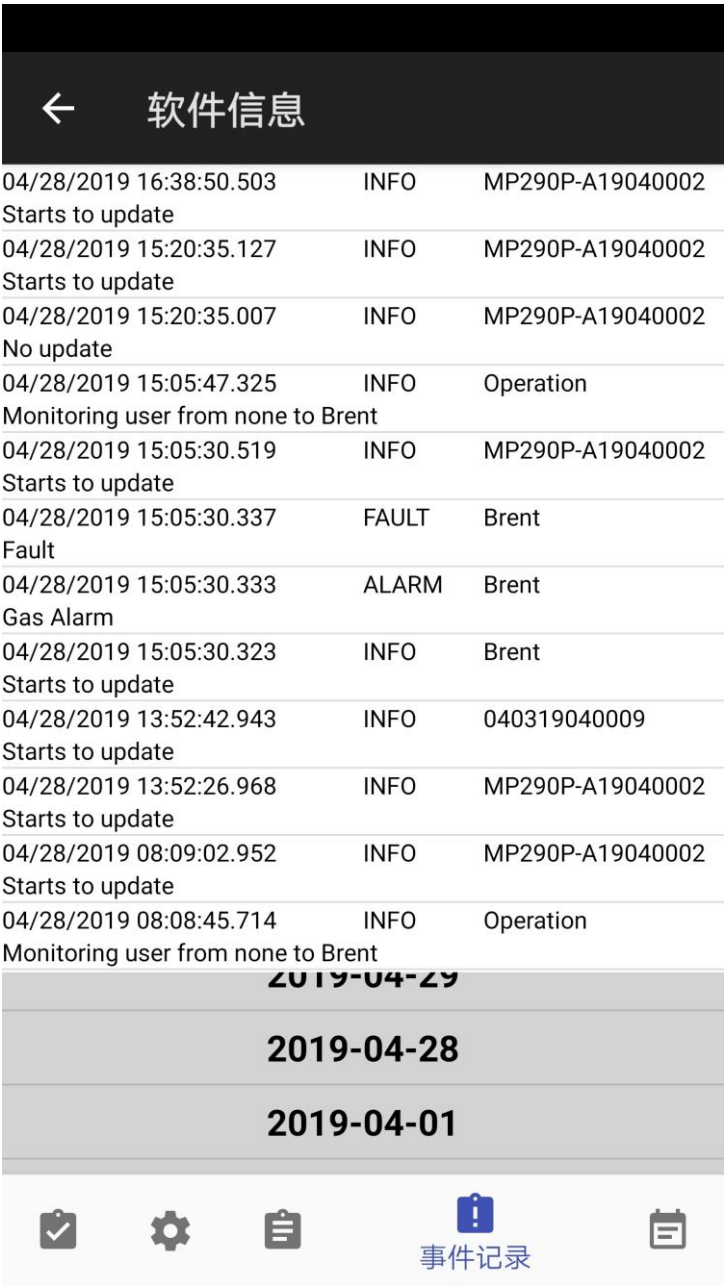 软件信息
04/28/2019 16:38:50.503 INFO MP290P-A19040002
Starts to update
04/28/2019 15:20:35.127 INFO MP290P-A19040002
Starts to update
04/28/2019 15:20:35.007 INFO MP290P-A19040002
No update
04/28/2019 15:05:47.325 INFO Operation
Monitoring user from none to Brent
04/28/2019 15:05:30.519 INFO MP290P-A19040002
Starts to update
04/28/2019 15:05:30.337 FAULT Brent
Fault
04/28/2019 15:05:30.333 ALARM Brent
Gas Alarm
04/28/2019 15:05:30.323 INFO Brent
Starts to update
04/28/2019 13:52:42.943 INFO 040319040009
Starts to update
04/28/2019 13:52:26.968 INFO MP290P-A19040002
Starts to update
04/28/2019 08:09:02.952 INFO MP290P-A19040002
Starts to update
04/28/2019 08:08:45.714 INFO Operation
Monitoring user from none to Brent
2019-04-29
2019-04-28
2019-04-01
事件记录